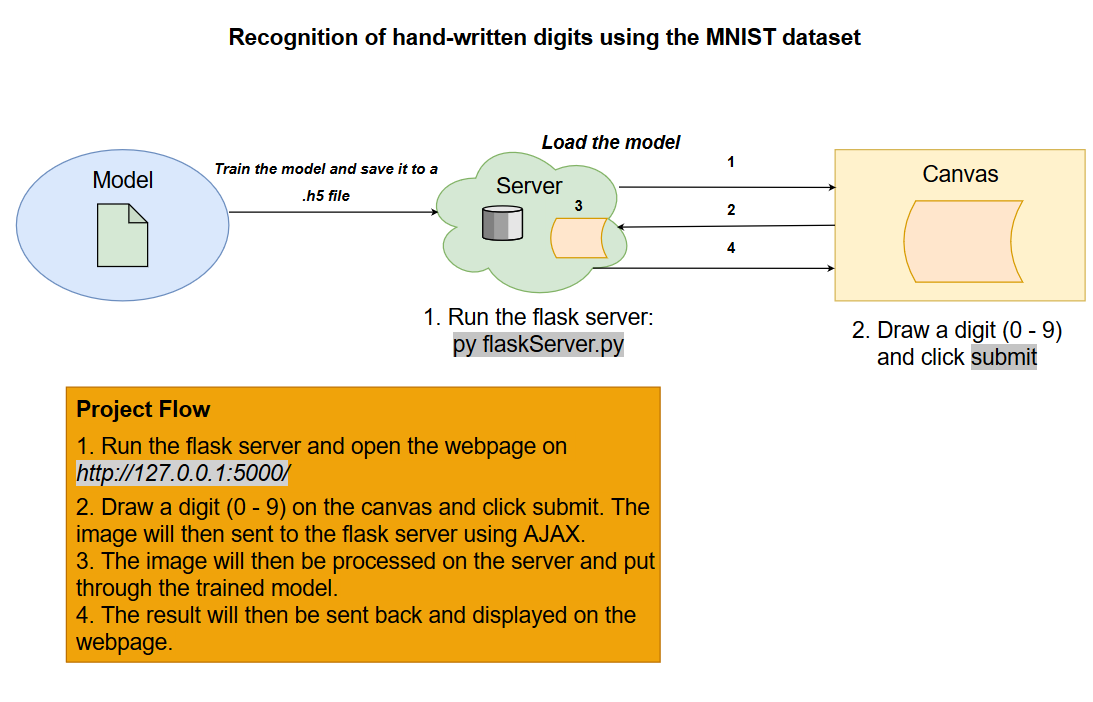 Recognition of hand-written digits using the MNIST dataset
Model
Train the model and save it to a
.h5 file
Load the model
Server
3
1
2
4
Canvas
1. Run the flask server:
py flaskServer.py
2. Draw a digit (0 - 9)
and click submit
Project Flow
1. Run the flask server and open the webpage on
http://127.0.0.1:5000/
2. Draw a digit (0 - 9) on the canvas and click submit. The
image will then sent to the flask server using AJAX.
3. The image will then be processed on the server and put
through the trained model.
4. The result will then be sent back and displayed on the
webpage.